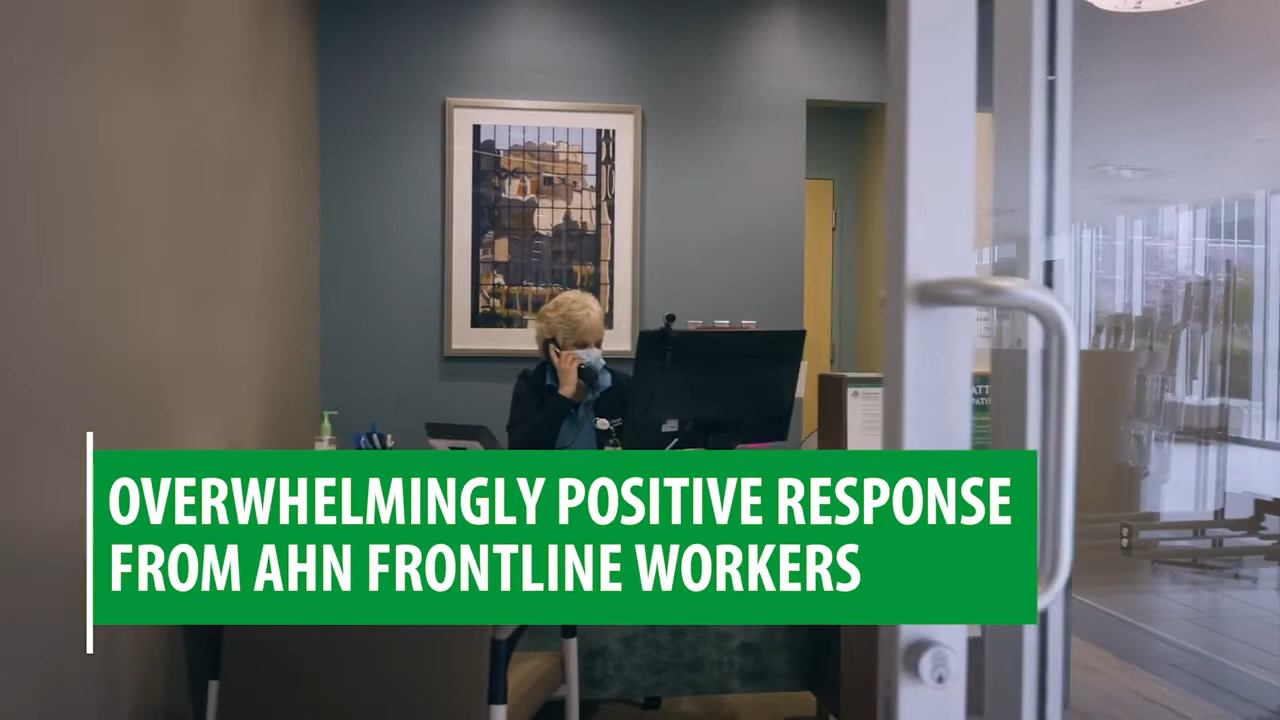 OVERWHELMINGLY POSITIVE RESPONSE
FROM AHN FRONTLINE WORKERS